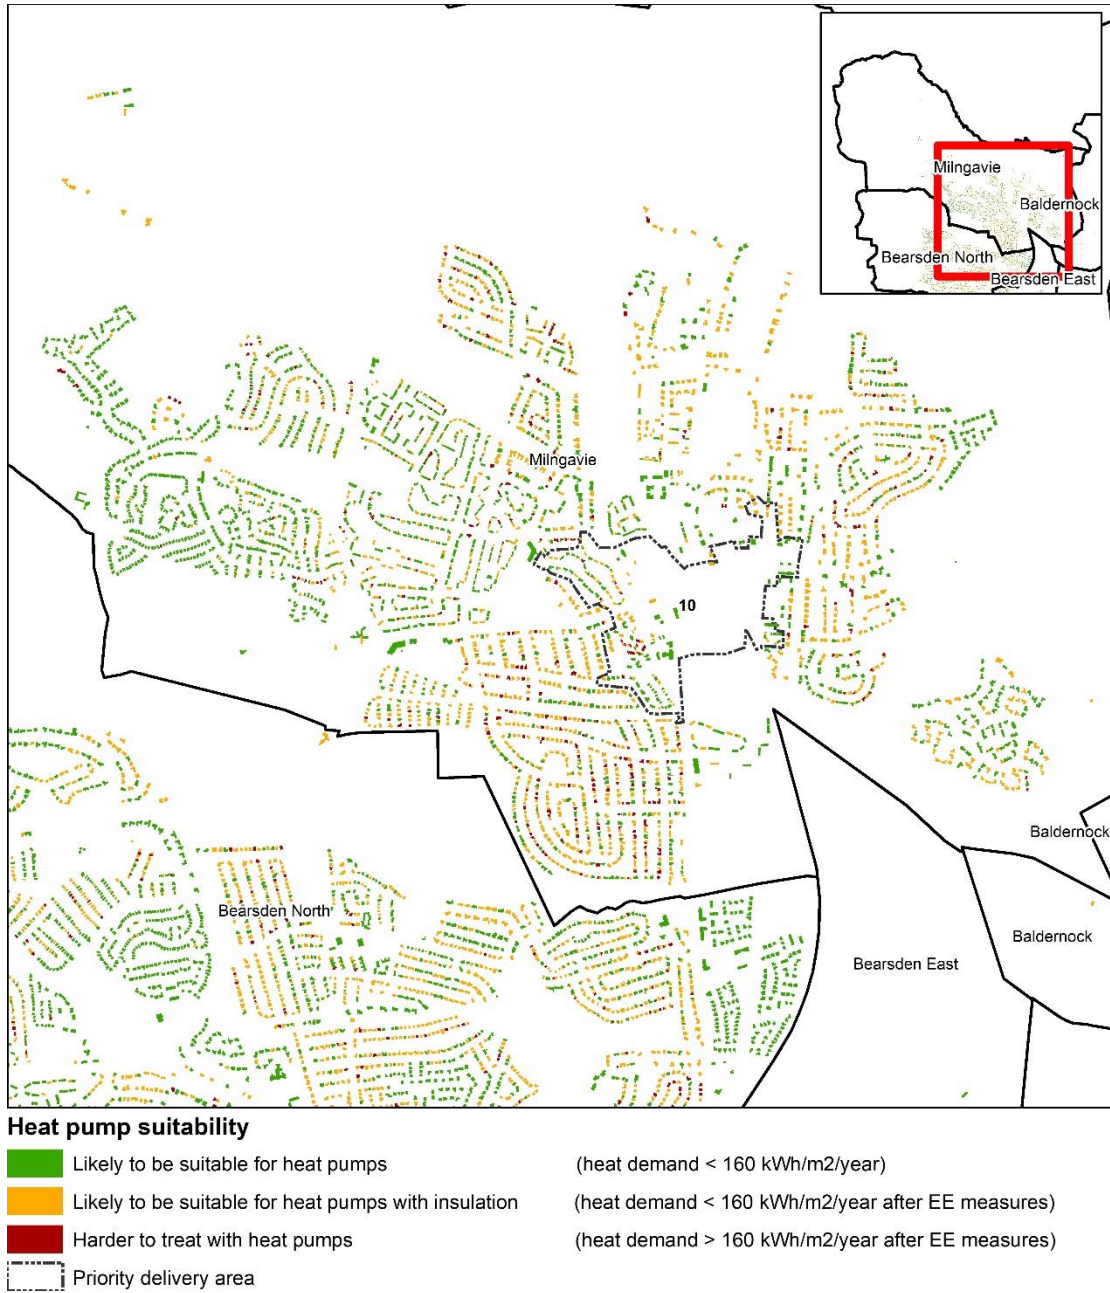 Milngavie
Baldernock
Bearsden North
Bearsden East
Milngavie
10
Baldernock
Bearsden North
Baldernock
Bearsden East
Heat pump suitability
Likely to be suitable for heat pumps (heat demand < 160 kWh/m2/year)
Likely to be suitable for heat pumps with insulation (heat demand < 160 kWh/m2/year after EE measures)
Harder to treat with heat pumps (heat demand > 160 kWh/m2/year after EE measures)
Priority delivery area